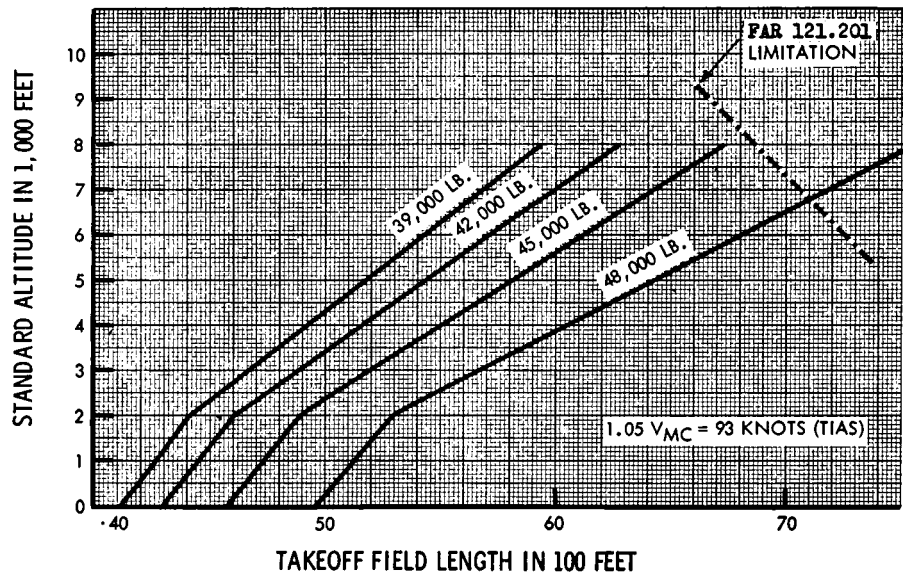 FAR 121.201
LIMITATION
STANDARD ALTITUDE IN 1,000 FEET
10
9
8
7
6
5
4
3
2
1
0
39,000 LB.
42,000 LB.
45,000 LB.
48,000 LB.
1.05 VMC = 93 KNOTS (TIAS)
40 50 60 70
TAKEOFF FIELD LENGTH IN 100 FEET